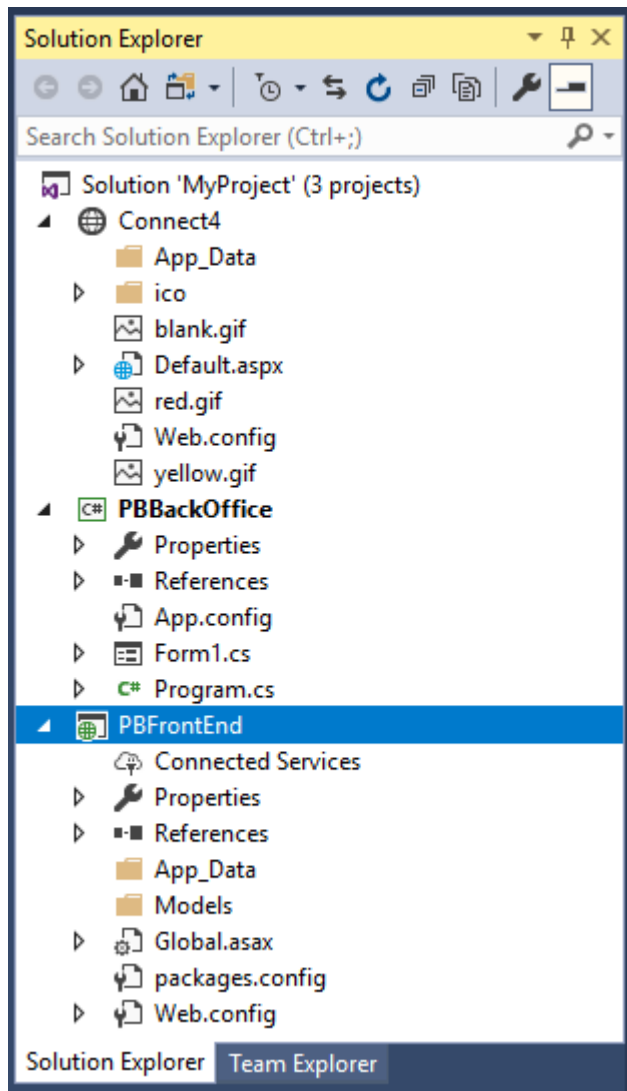 Solution Explorer
Search Solution Explorer (Ctrl+;)
Solution 'MyProject' (3 projects)
Connect4
App_Data
ico
blank.gif
Default.aspx
red.gif
Web.config
yellow.gif
C# PBBackOffice
Properties
References
App.config
Form1.cs
C# Program.cs
PBFrontEnd
Connected Services
Properties
References
App_Data
Models
Global.asax
packages.config
Web.config
Solution Explorer Team Explorer